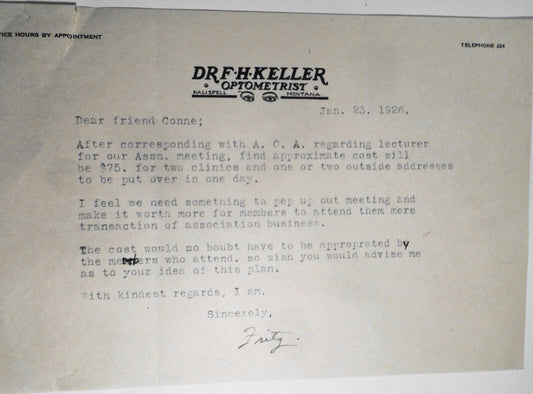 ICE HOURS BY APPOINTMENT
TELEPHONE 224
DR F·H·KELLER
OPTOMETRIST
KALISPELL MONTANA
Jan. 23. 1926.
Dear friend Conne;
After corresponding with A. O. A. regarding lecturer
for our Assn. meeting, find approximate cost will
be $75. for two clinics and one or two outside addresses
to be put over in one day.
I feel we need something to pep up out meeting and
make it worth more for members to attend them mere
transaction of association business.
The cost would no doubt have to be approprated by
the members who attend. so wish you would advise me
as to your idea of this plan.
With kindest regards, I am.
Sincerely,
Fritz.